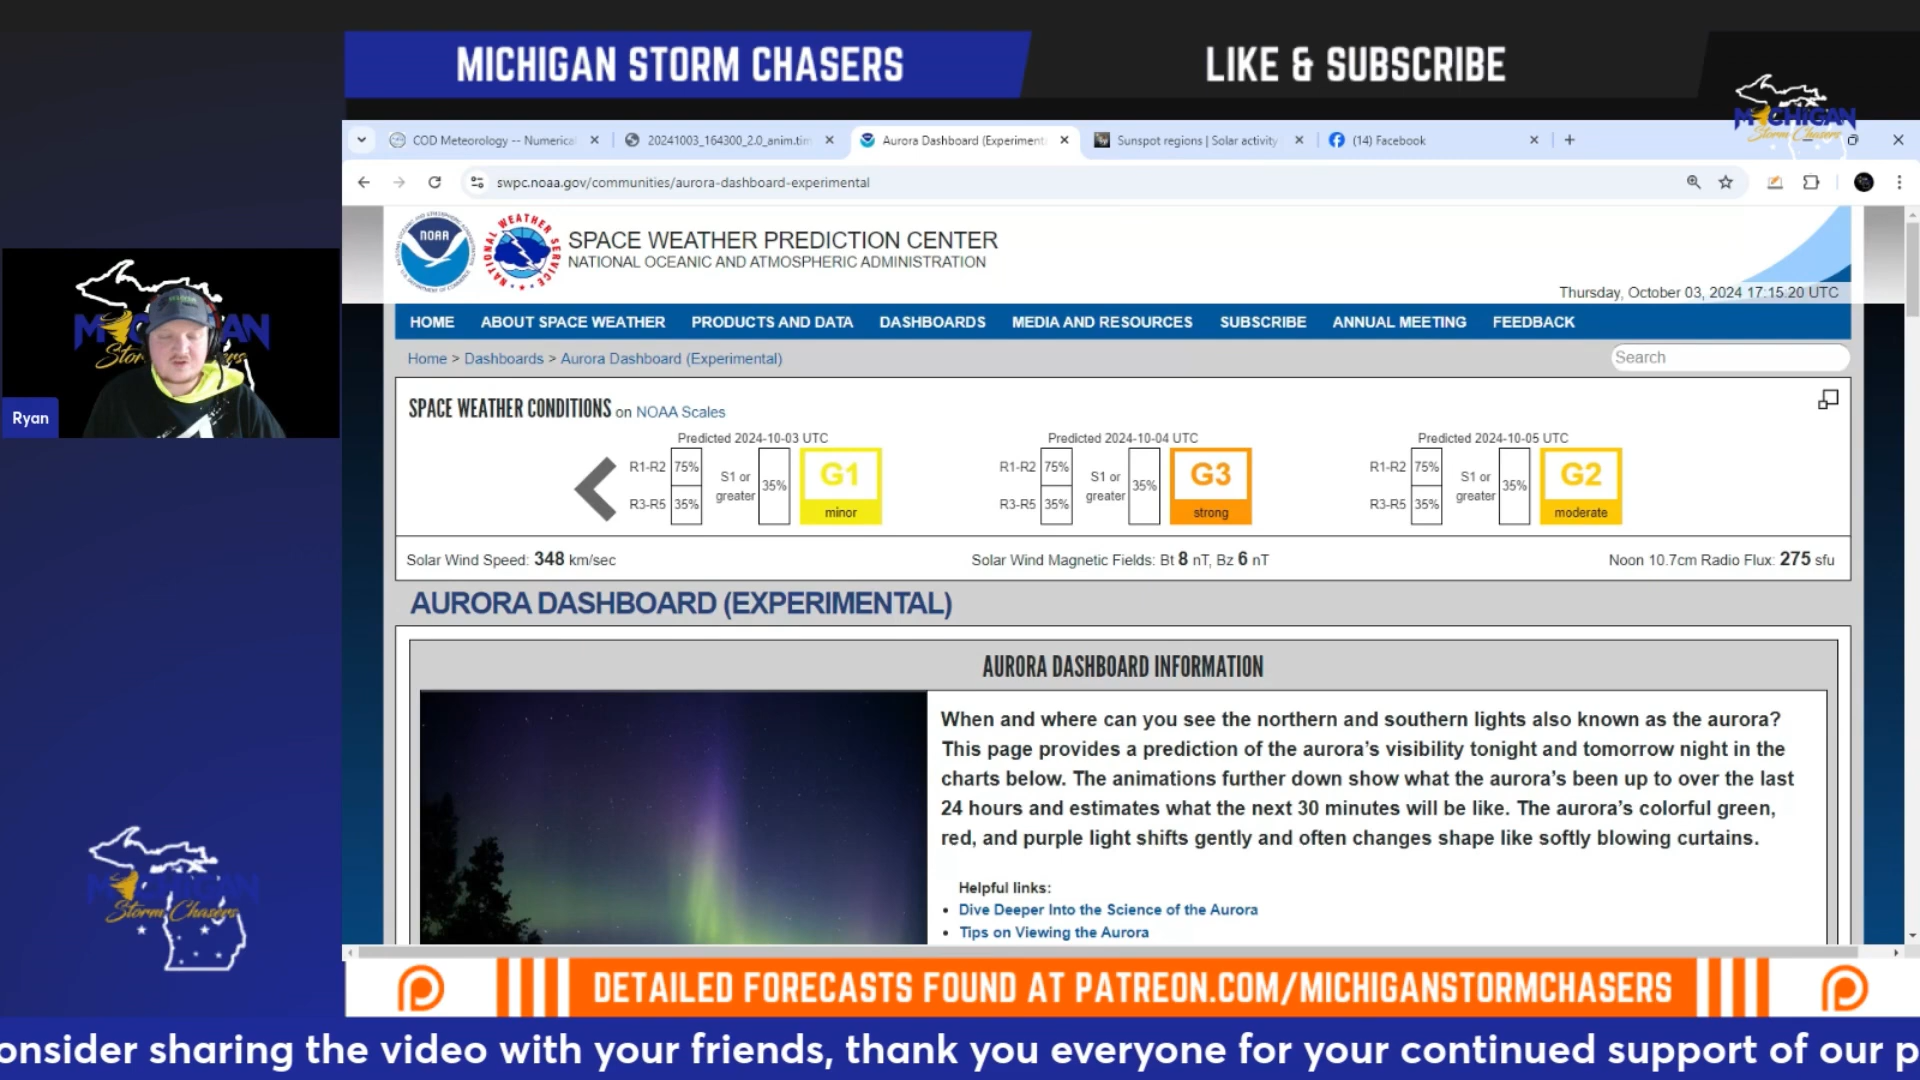 MICHIGAN STORM CHASERS
LIKE & SUBSCRIBE
MICHIGAN
Storm Chasers
COD Meteorology -- Numerica
20241003_164300_2.0_anim.tim
Aurora Dashboard (Experiment
Sunspot regions | Solar activity
(14) Facebook
swpc.noaa.gov/communities/aurora-dashboard-experimental
NOAA
NATIONAL WEATHER SERVICE
SPACE WEATHER PREDICTION CENTER
NATIONAL OCEANIC AND ATMOSPHERIC ADMINISTRATION
Thursday, October 03, 2024 17:15:20 UTC
HOME ABOUT SPACE WEATHER PRODUCTS AND DATA DASHBOARDS MEDIA AND RESOURCES SUBSCRIBE ANNUAL MEETING FEEDBACK
Home > Dashboards > Aurora Dashboard (Experimental)
Search
SPACE WEATHER CONDITIONS on NOAA Scales
Predicted 2024-10-03 UTC
R1-R2 75%
R3-R5 35%
S1 or greater 35%
G1
minor
Predicted 2024-10-04 UTC
R1-R2 75%
R3-R5 35%
S1 or greater 35%
G3
strong
Predicted 2024-10-05 UTC
R1-R2 75%
R3-R5 35%
S1 or greater 35%
G2
moderate
Solar Wind Speed: 348 km/sec
Solar Wind Magnetic Fields: Bt 8 nT, Bz 6 nT
Noon 10.7cm Radio Flux: 275 sfu
AURORA DASHBOARD (EXPERIMENTAL)
AURORA DASHBOARD INFORMATION
When and where can you see the northern and southern lights also known as the aurora?
This page provides a prediction of the aurora's visibility tonight and tomorrow night in the
charts below. The animations further down show what the aurora's been up to over the last
24 hours and estimates what the next 30 minutes will be like. The aurora's colorful green,
red, and purple light shifts gently and often changes shape like softly blowing curtains.
Helpful links:
Dive Deeper Into the Science of the Aurora
Tips on Viewing the Aurora
Ryan
MICHIGAN
Storm Chasers
DETAILED FORECASTS FOUND AT PATREON.COM/MICHIGANSTORMCHASERS
onsider sharing the video with your friends, thank you everyone for your continued support of our p